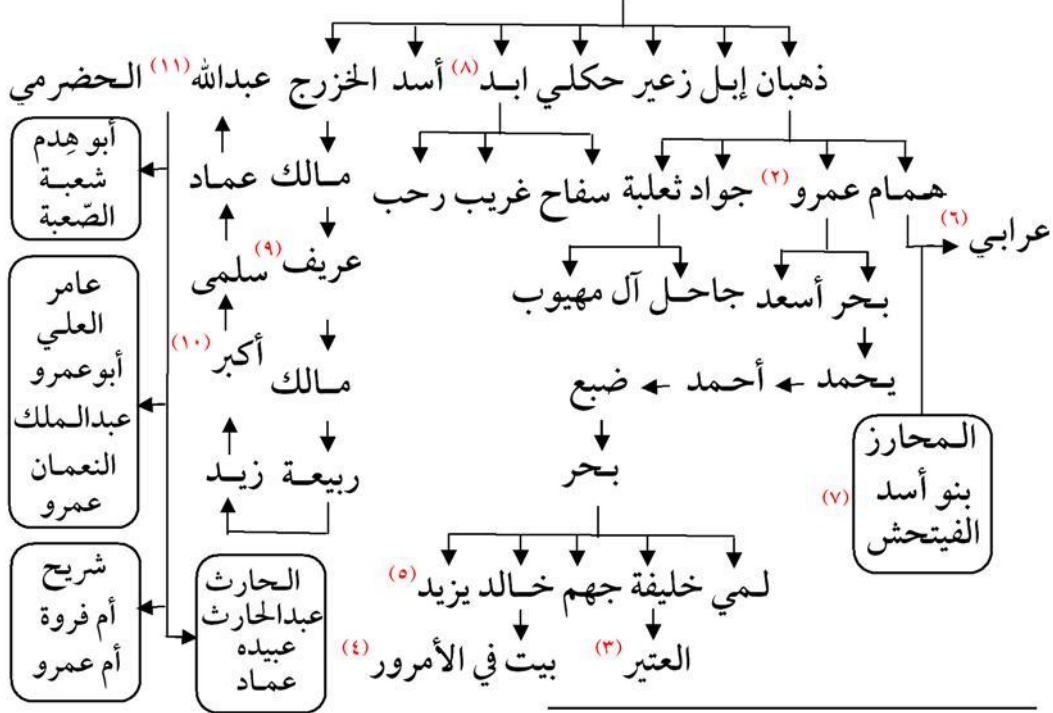 ذهبان إبل زعير حكلي ابد (٨) أسد الخزرج عبدالله (١١) الحضرمي
همام عمرو (٢) جواد ثعلبة سفاح غريب رحب مالك عماد
عرابي (٦)
بحر أسعد جاحل آل مهيوب عريف (٩) سلمى
يحمد أحمد ضبع مالك أكبر (١٠)
بحر ربيعة زيد
لمي خليفة جهم خالد يزيد (٥)
العتير (٣) بيت في الأمرور (٤)
المحارز
بنو أسد (٧)
الفيتحش
أبو هِدم
شعبة
الصّعبة
عامر
العلي
أبوعمرو
عبدالملك
النعمان
عمرو
شريح
أم فروة
أم عمرو
الحارث
عبدالحارث
عبيده
عماد